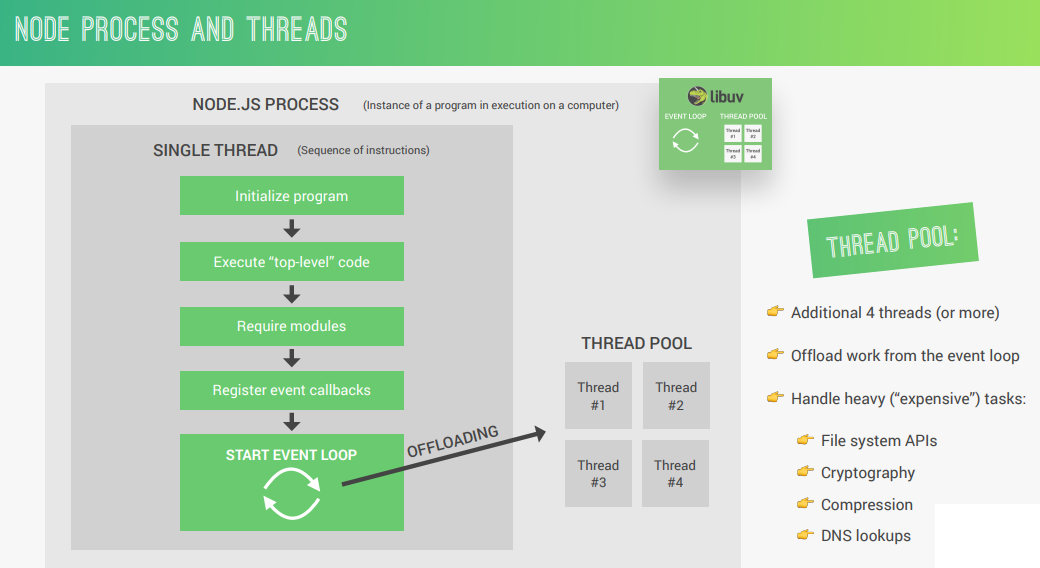 NODE PROCESS AND THREADS
NODE.JS PROCESS (Instance of a program in execution on a computer)
libuv
EVENT LOOP THREAD POOL
Thread #1
Thread #2
Thread #3
Thread #4
SINGLE THREAD (Sequence of instructions)
Initialize program
Execute “top-level” code
Require modules
Register event callbacks
START EVENT LOOP
OFFLOADING
THREAD POOL
Thread
#1
Thread
#2
Thread
#3
Thread
#4
THREAD POOL:
Additional 4 threads (or more)
Offload work from the event loop
Handle heavy (“expensive”) tasks:
File system APIs
Cryptography
Compression
DNS lookups